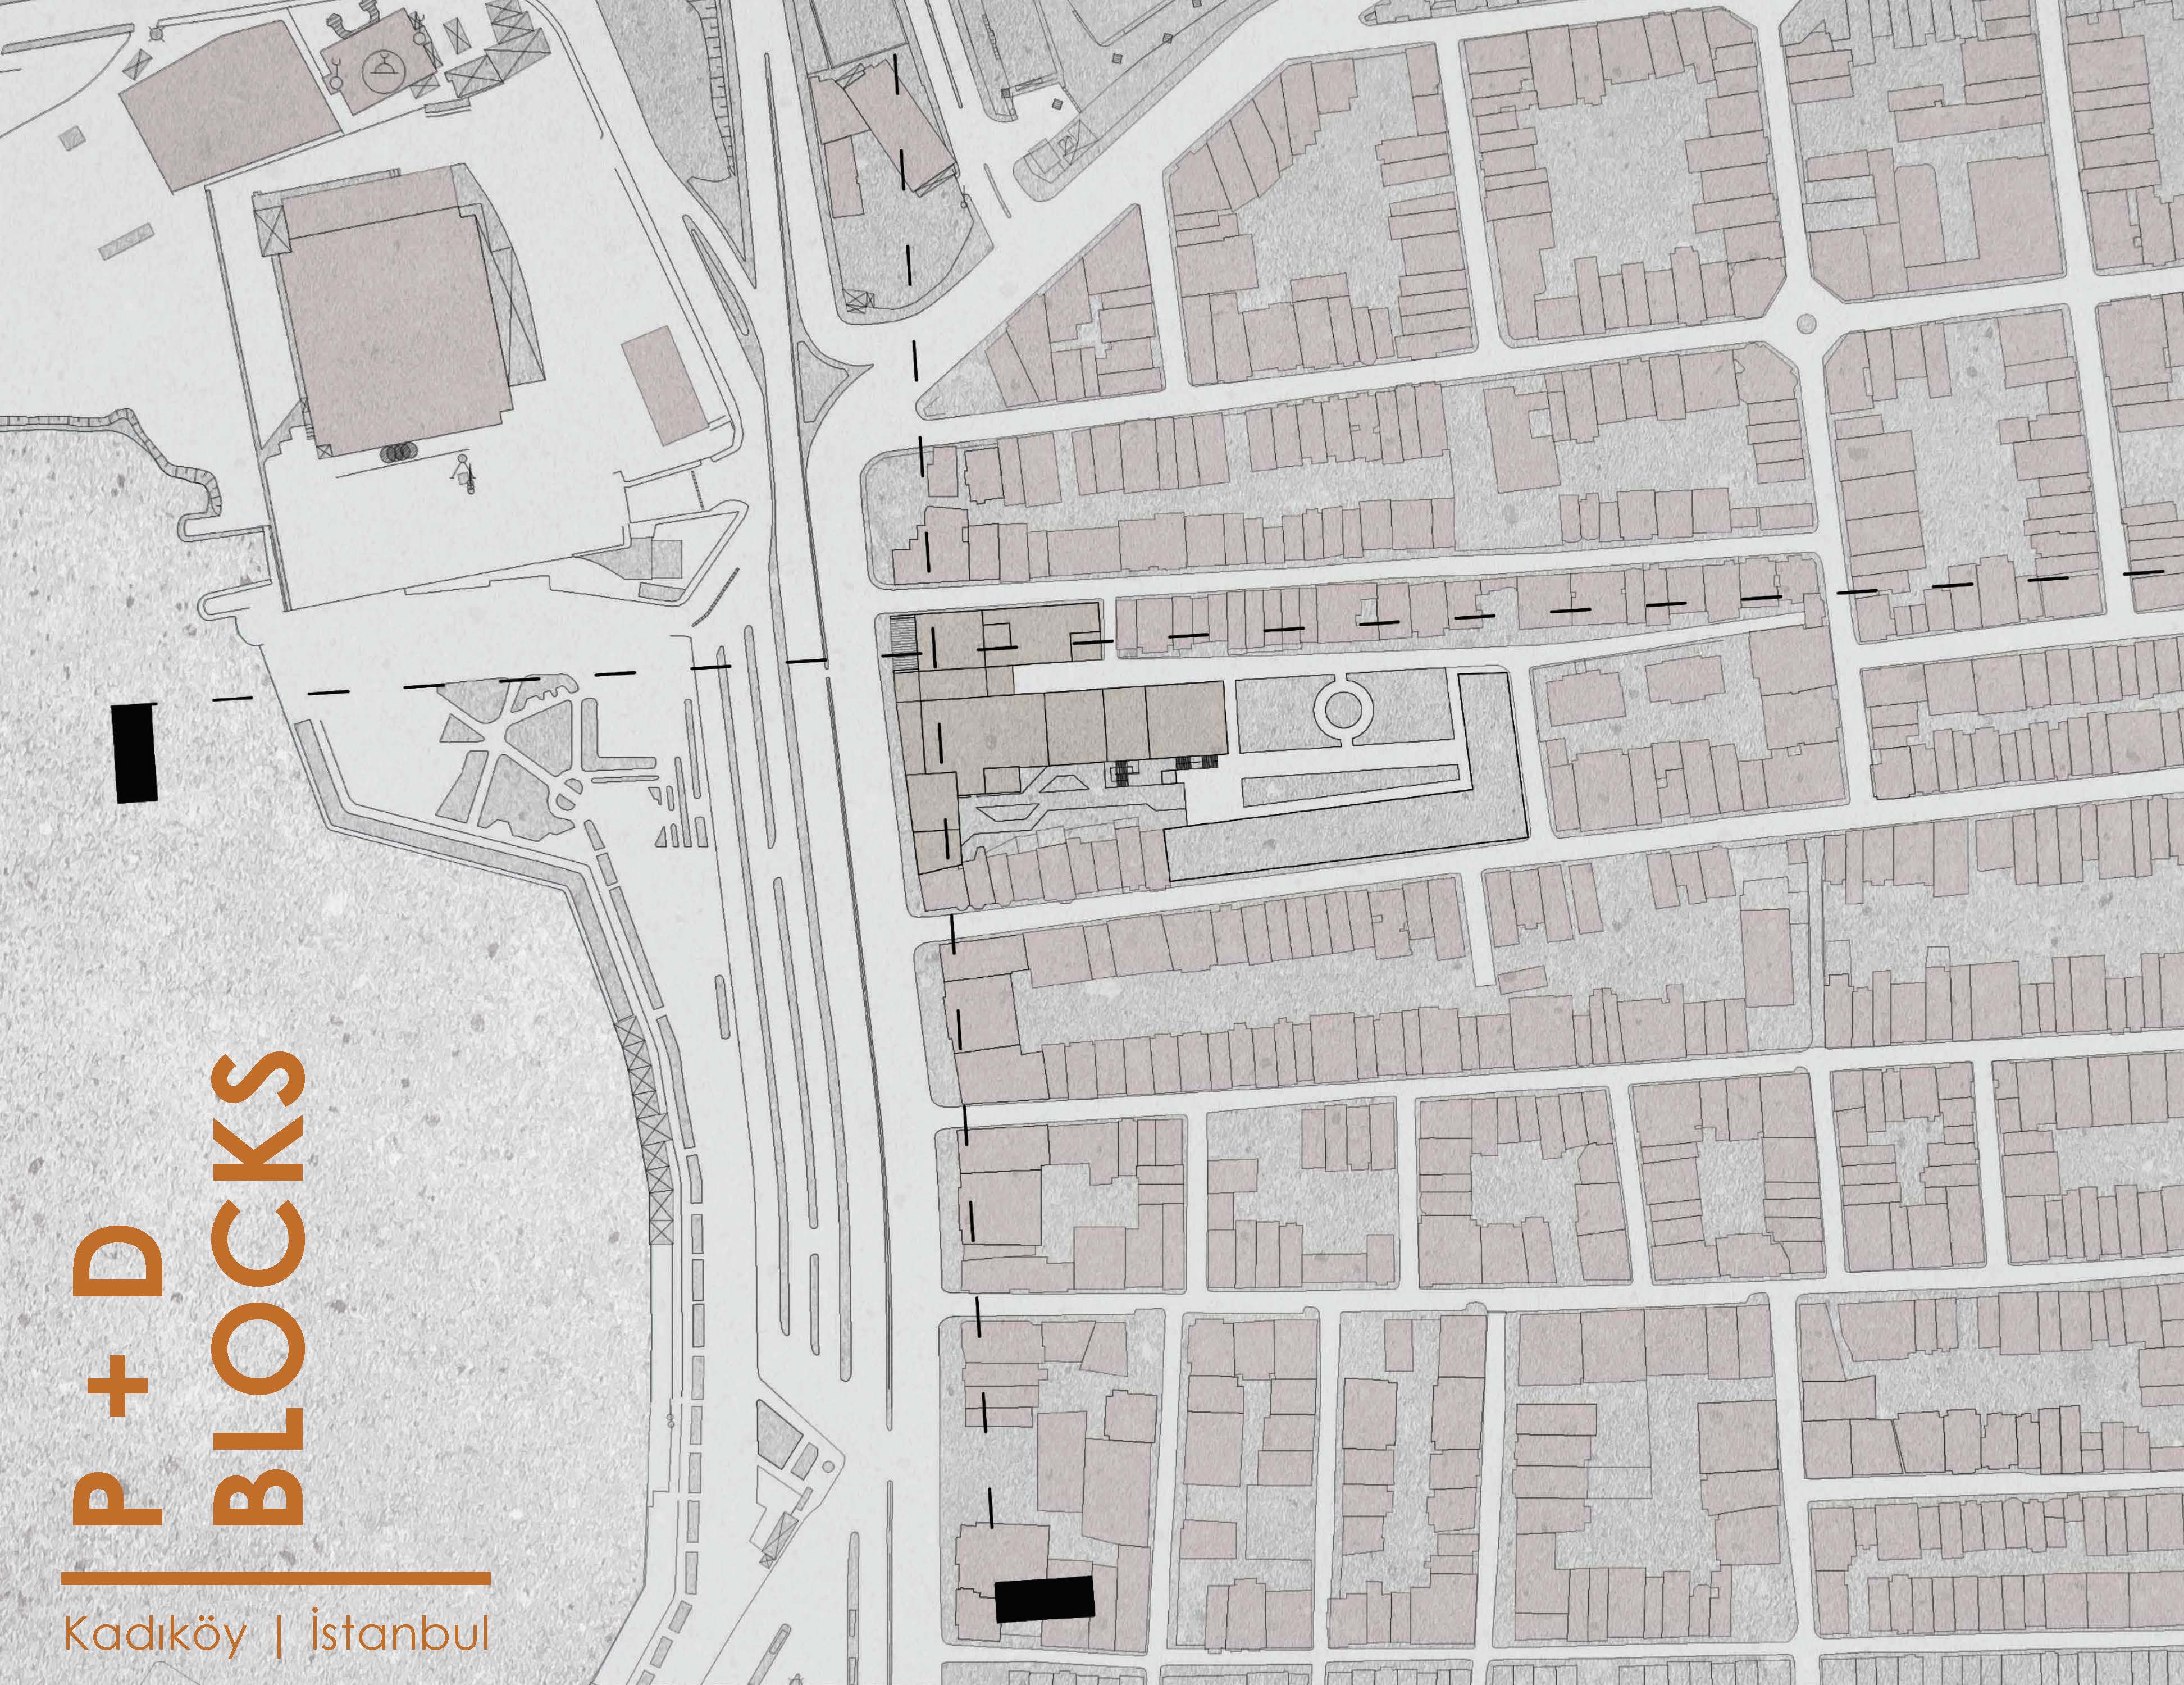 P + D
BLOCKS
Kadıköy | İstanbul